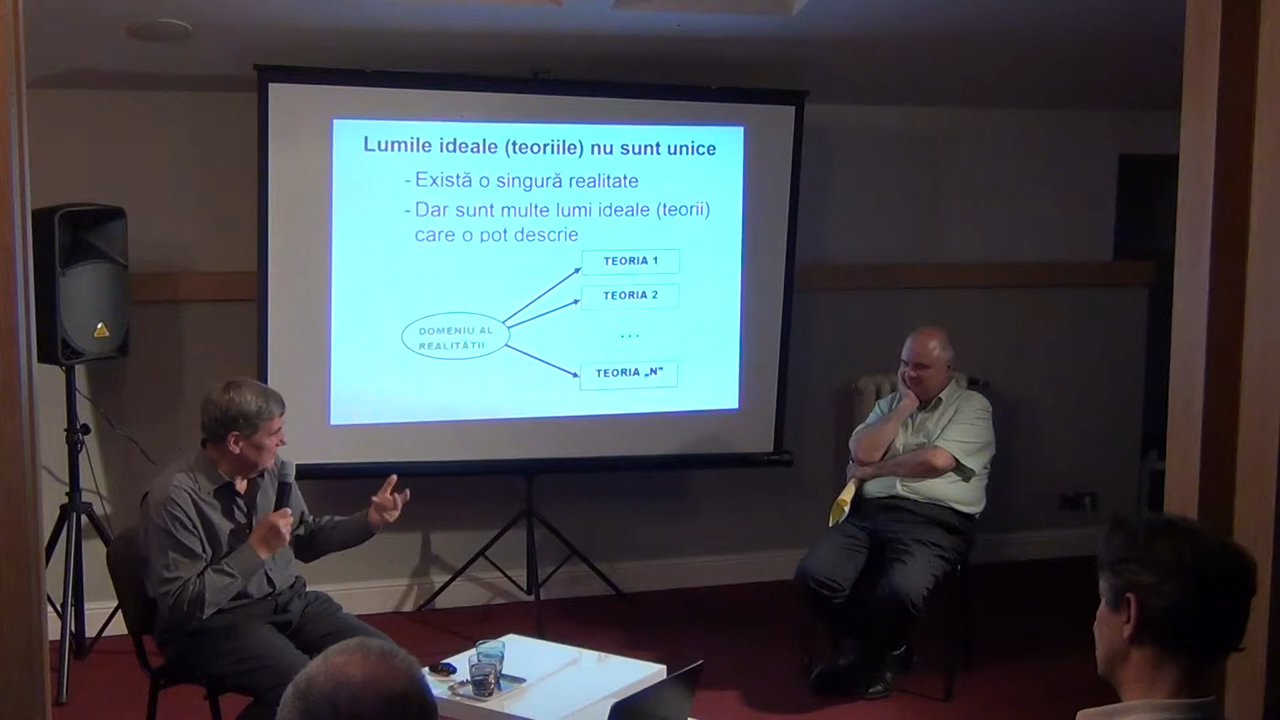 Lumile ideale (teoriile) nu sunt unice
- Există o singură realitate
- Dar sunt multe lumi ideale (teorii)
care o pot descrie
TEORIA 1
TEORIA 2
DOMENIU AL
REALITĂȚII
...
TEORIA „N"